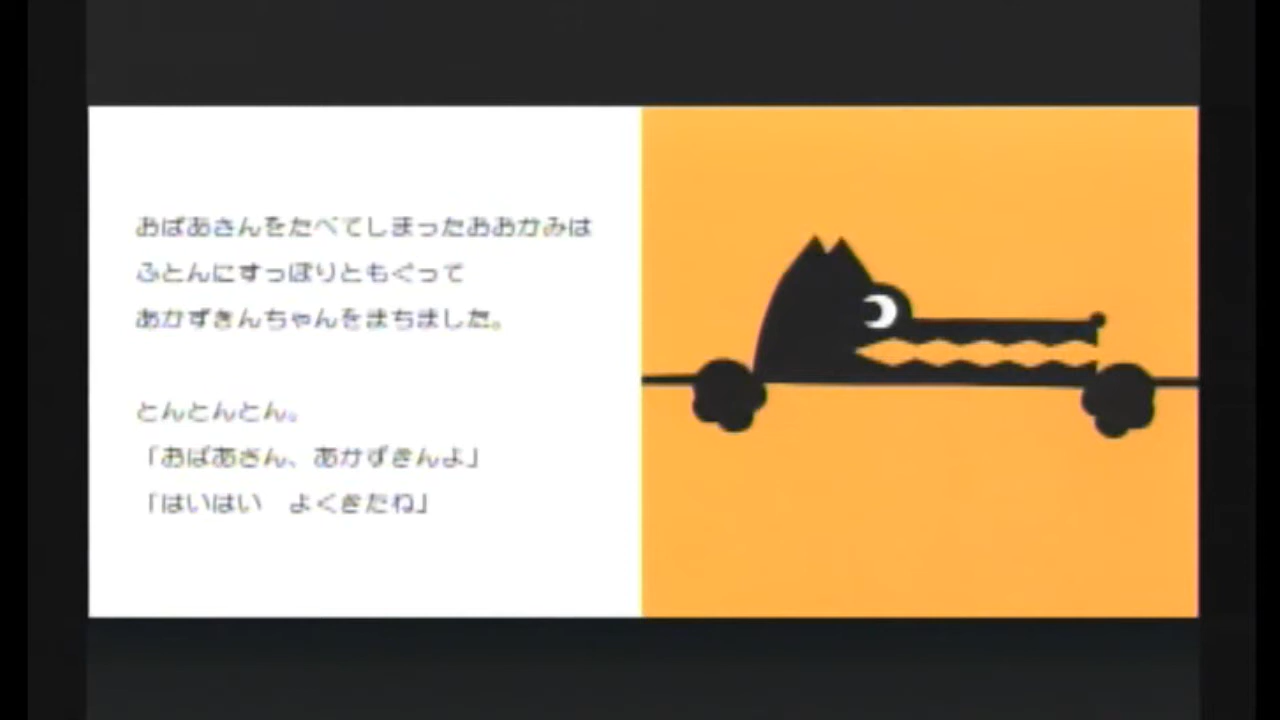 おばあさんをたべてしまったおおかみは
ふとんにすっぽりともぐって
あかずきんちゃんをまちました。
とんとんとん。
「おばあさん、あかずきんよ」
「はいはい　よくきたね」